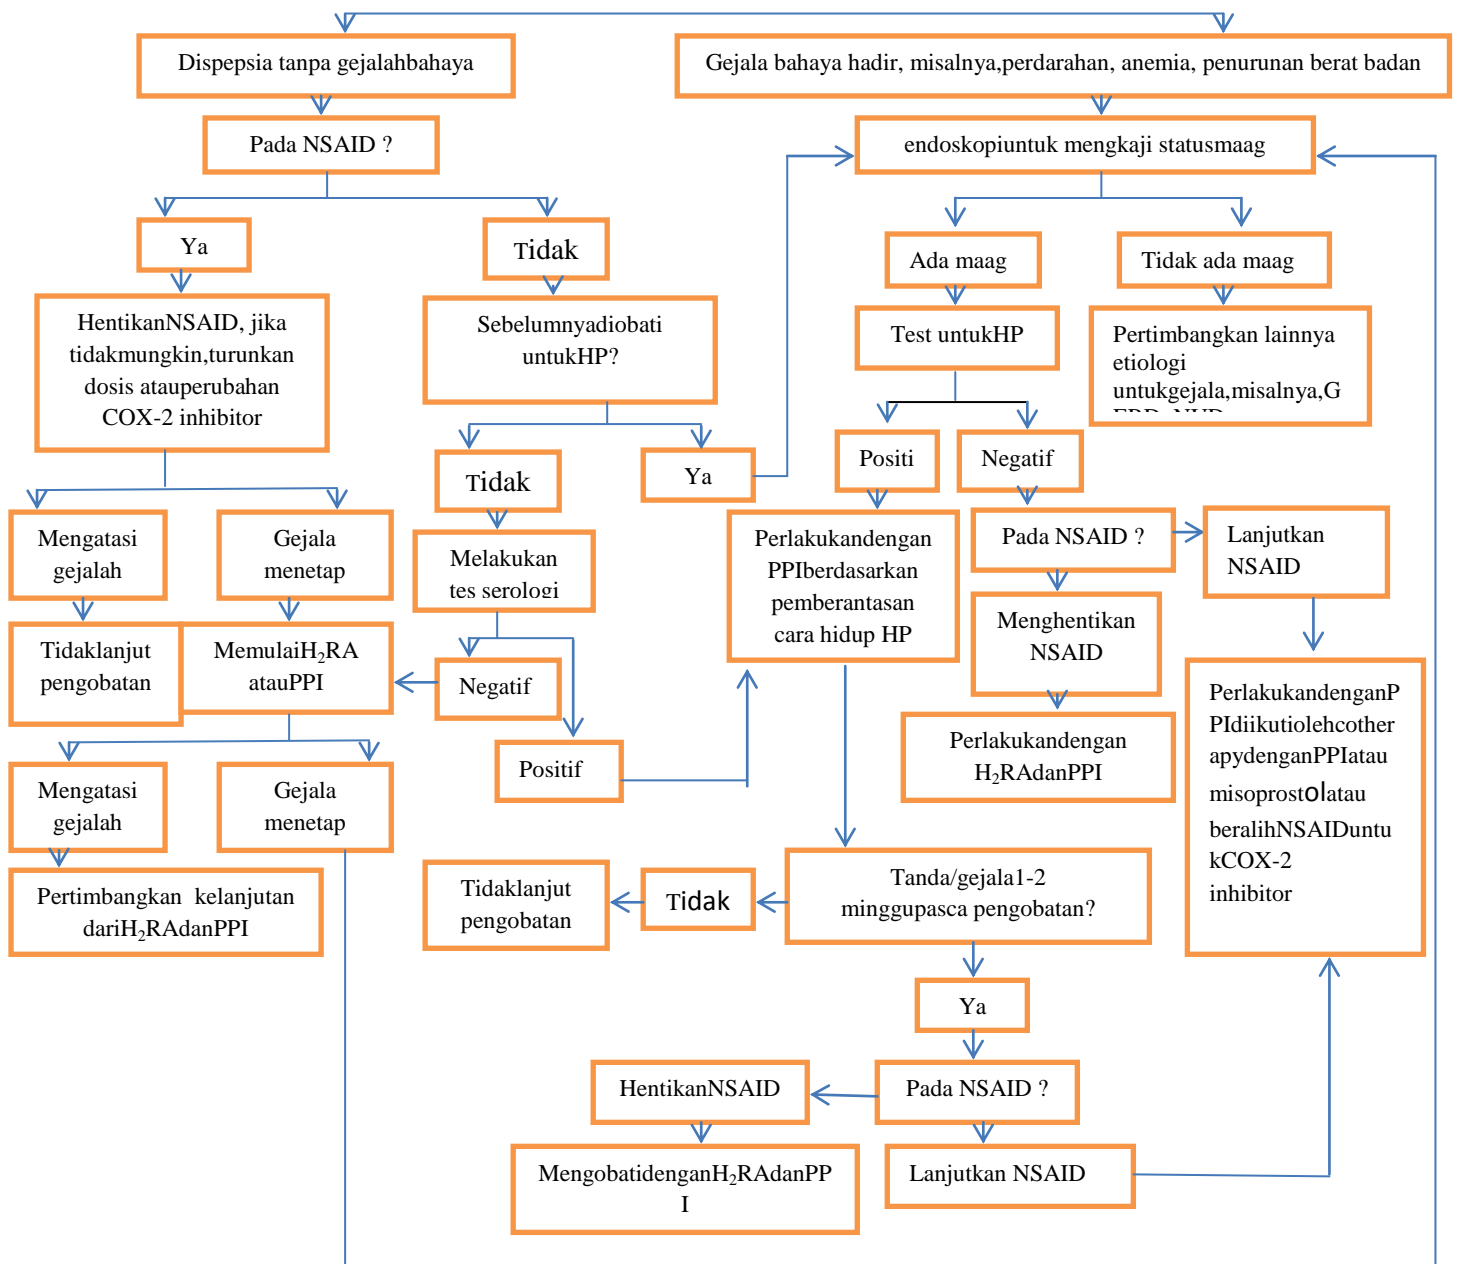 Dispepsia tanpa gejalahbahaya
Gejala bahaya hadir, misalnya,perdarahan, anemia, penurunan berat badan
Pada NSAID ?
endoskopiuntuk mengkaji statusmaag
Ya
Tidak
Ada maag
Tidak ada maag
HentikanNSAID, jika
tidakmungkin,turunkan
dosis atauperubahan
COX-2 inhibitor
Sebelumnyadiobati
untukHP?
Test untukHP
Pertimbangkan lainnya
etiologi
untukgejala,misalnya,G
Tidak
Ya
Positi
Negatif
Mengatasi
gejalah
Gejala
menetap
Melakukan
tes serologi
Perlakukandengan
PPIberdasarkan
pemberantasan
cara hidup HP
Pada NSAID ?
Lanjutkan
NSAID
Tidaklanjut
pengobatan
MemulaiH₂RA
atauPPI
Negatif
Menghentikan
NSAID
PerlakukandenganP
PIdiikutiolehcother
apydenganPPIatau
misoprostolatau
beralihNSAIDuntu
kCOX-2
inhibitor
Positif
Perlakukandengan
H₂RAdanPPI
Mengatasi
gejalah
Gejala
menetap
Pertimbangkan kelanjutan
dariH₂RAdanPPI
Tidaklanjut
pengobatan
Tidak
Tanda/gejala1-2
minggupasca pengobatan?
Ya
HentikanNSAID
Pada NSAID ?
MengobatidenganH₂RAdanPP
I
Lanjutkan NSAID